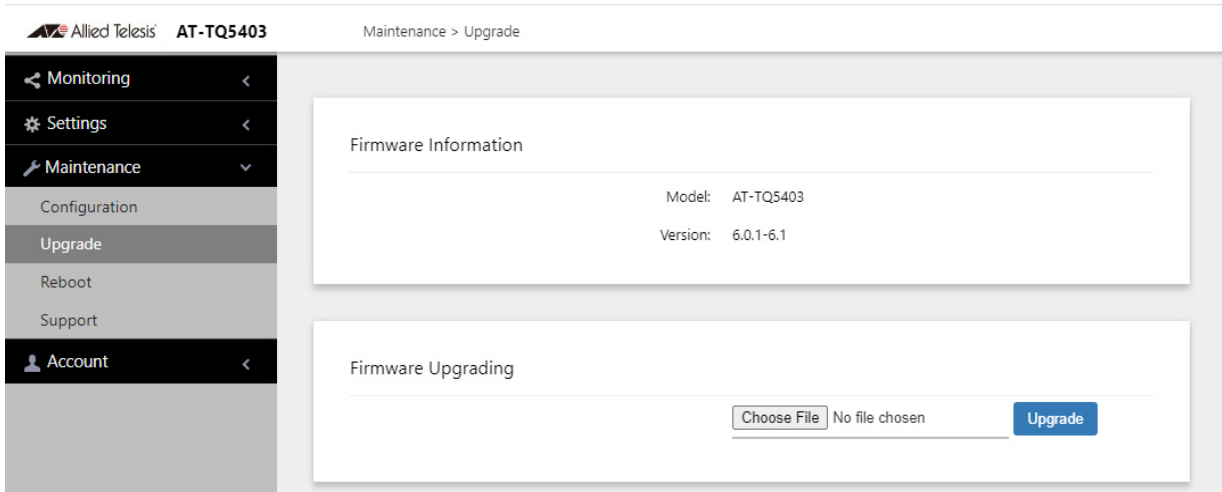 Allied Telesis AT-TQ5403 Maintenance > Upgrade
Monitoring
Settings
Maintenance
Configuration
Upgrade
Reboot
Support
Account
Firmware Information
Model: AT-TQ5403
Version: 6.0.1-6.1
Firmware Upgrading
Choose File No file chosen Upgrade